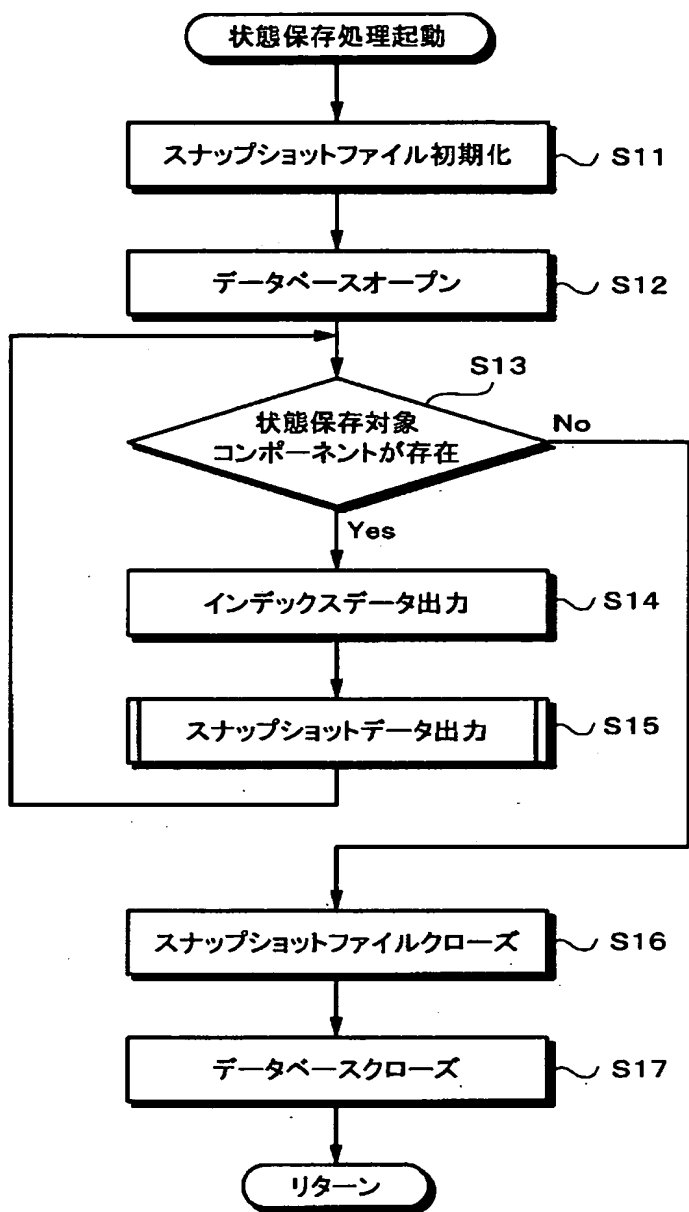 状態保存処理起動
スナップショットファイル初期化
S11
データベースオープン
S12
S13
状態保存対象
コンポーネントが存在
No
Yes
インデックスデータ出力
S14
スナップショットデータ出力
S15
スナップショットファイルクローズ
S16
データベースクローズ
S17
リターン